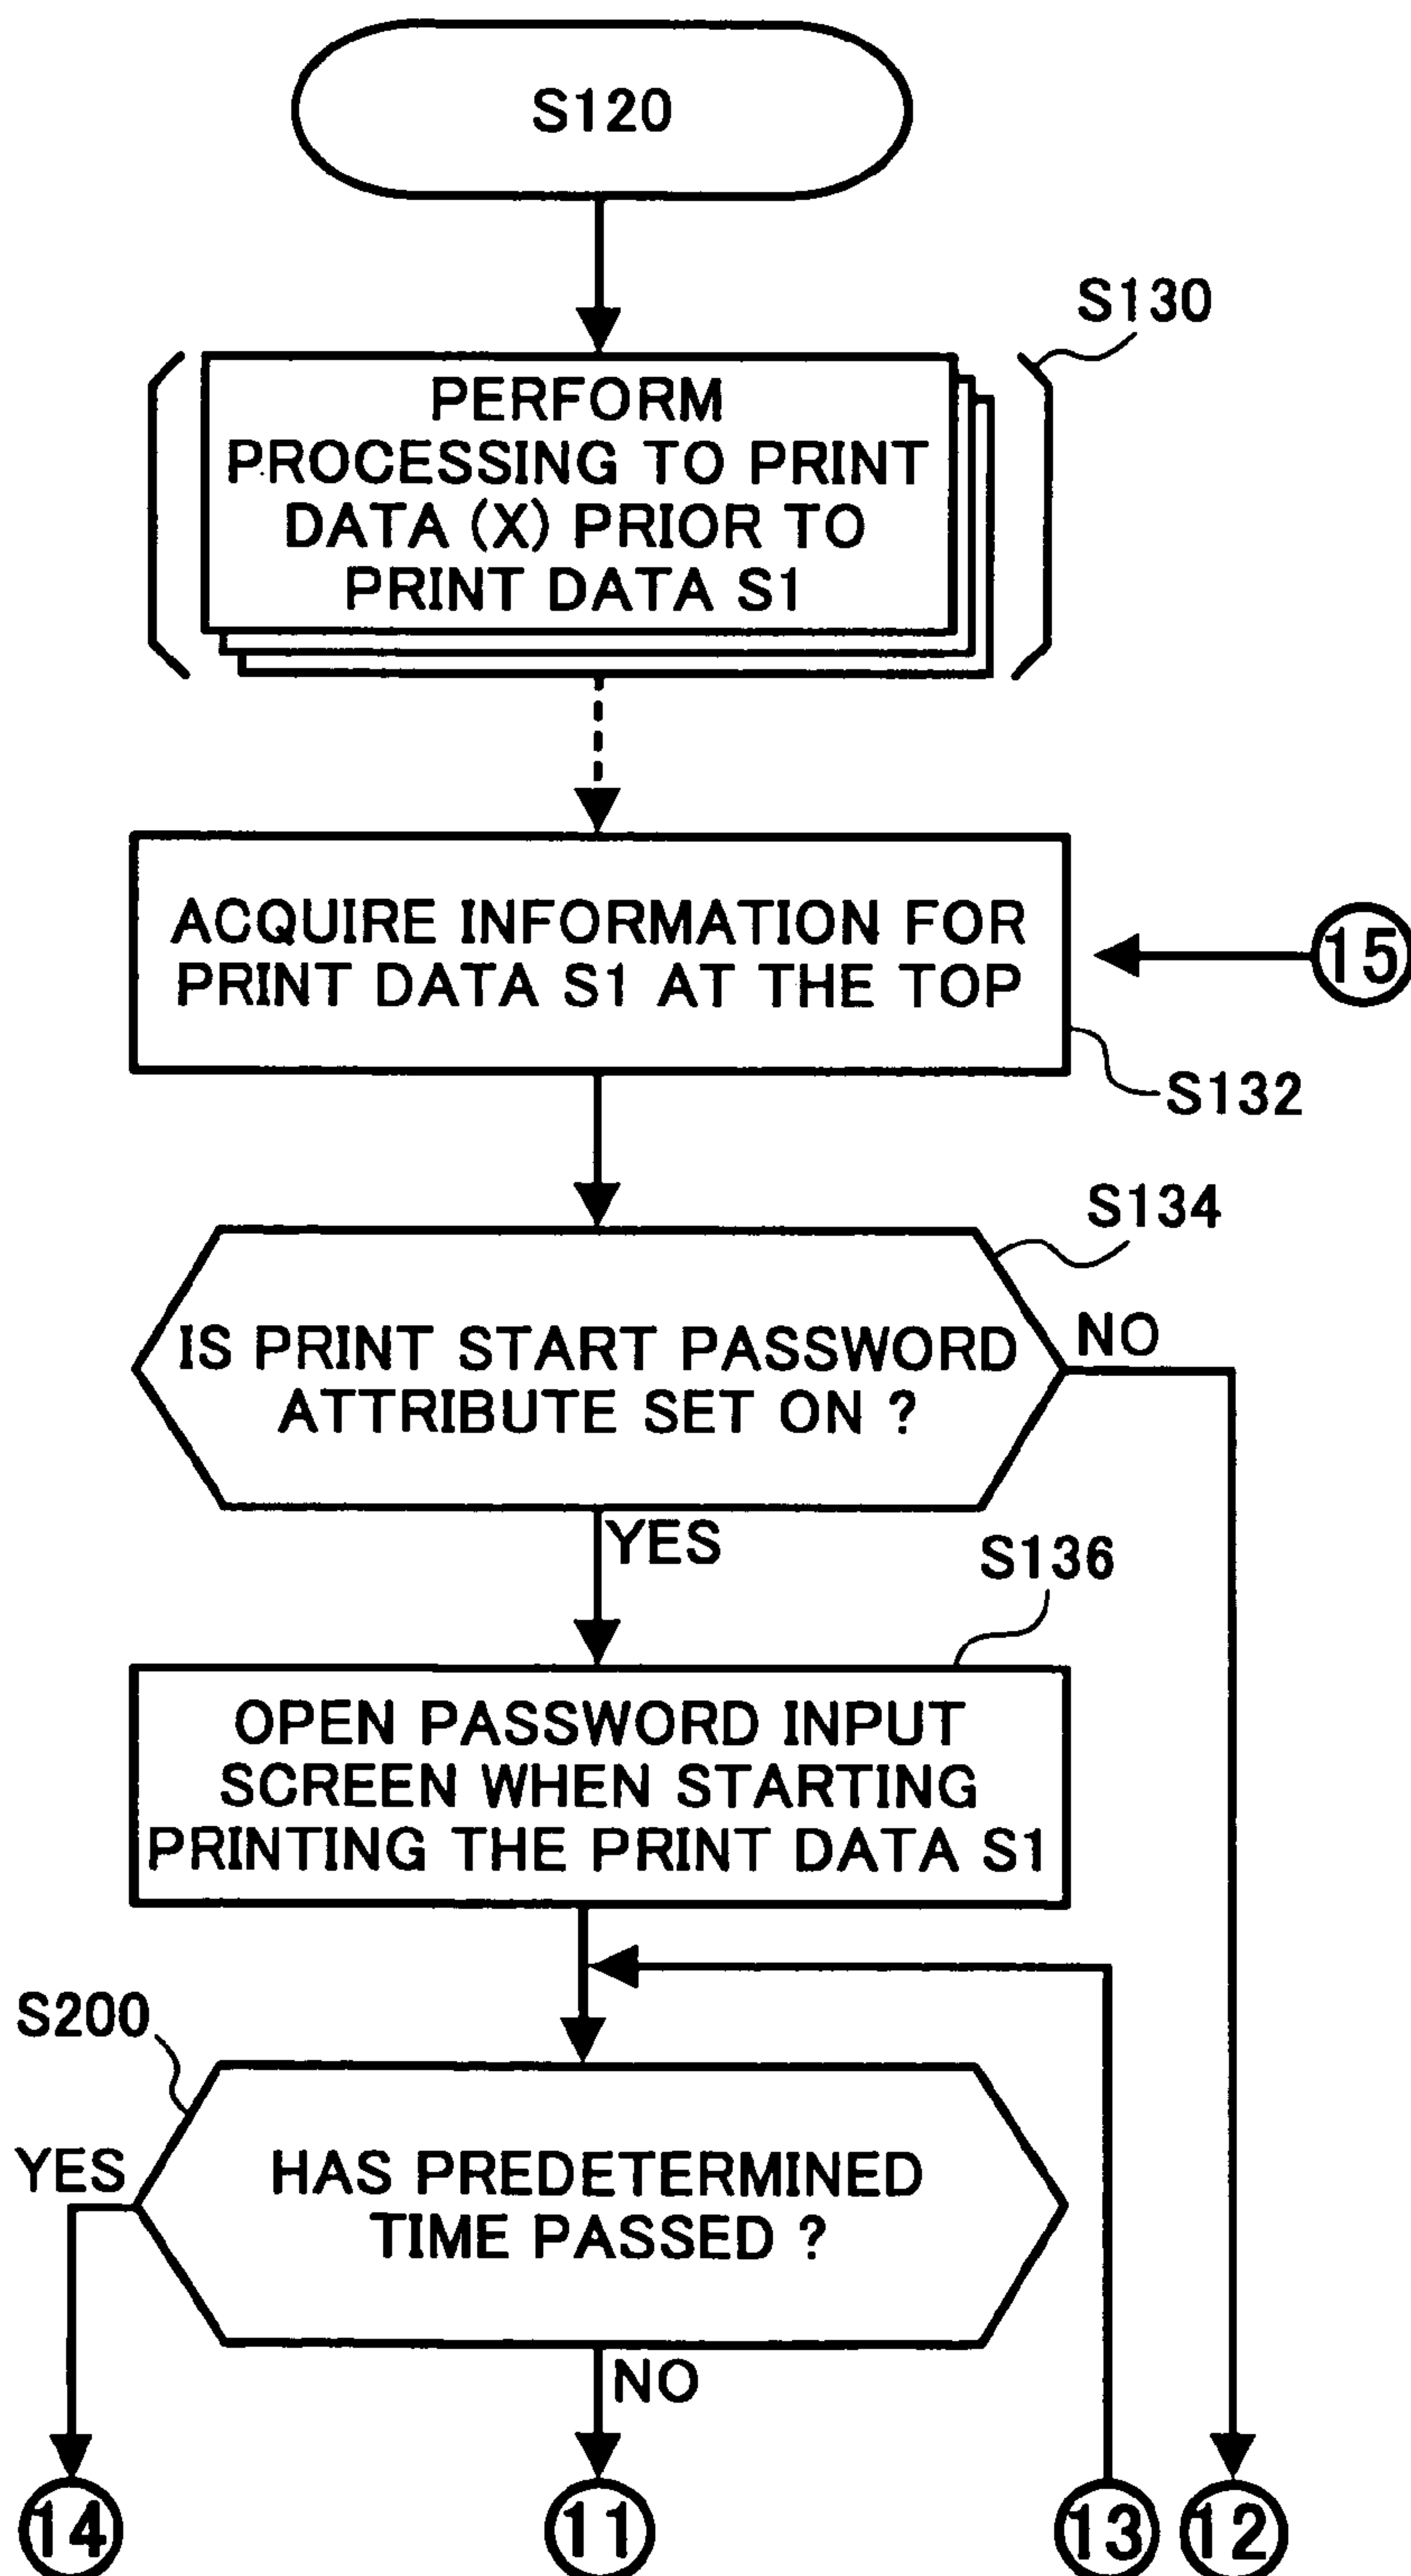 S120
S130
PERFORM
PROCESSING TO PRINT
DATA (X) PRIOR TO
PRINT DATA S1
ACQUIRE INFORMATION FOR
PRINT DATA S1 AT THE TOP
15
S132
S134
IS PRINT START PASSWORD
ATTRIBUTE SET ON ?
NO
YES
S136
OPEN PASSWORD INPUT
SCREEN WHEN STARTING
PRINTING THE PRINT DATA S1
S200
YES
HAS PREDETERMINED
TIME PASSED ?
NO
14
11
13
12